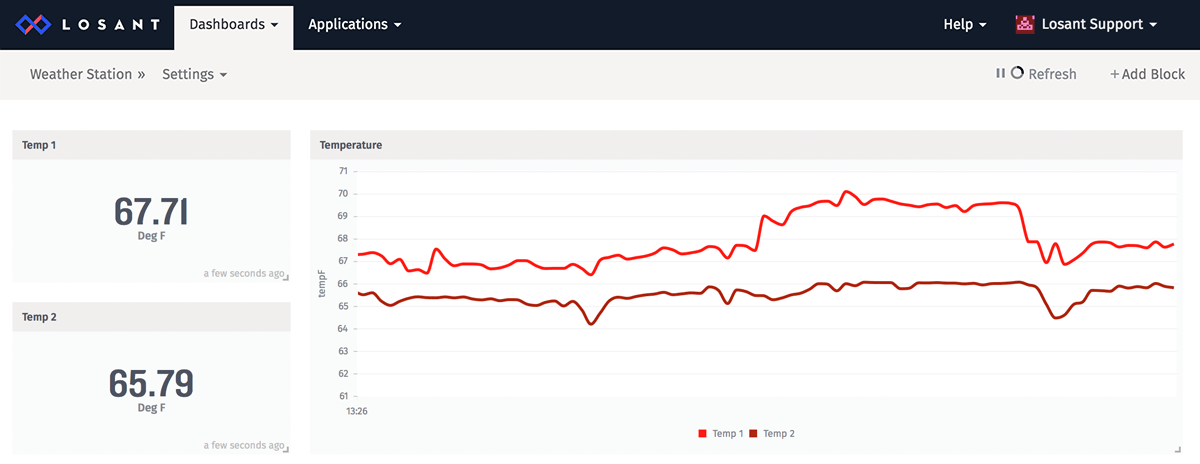 LOSANT Dashboards Applications Help Losant Support
Weather Station » Settings Refresh + Add Block
Temp 1
67.71
Deg F
a few seconds ago
Temp 2
65.79
Deg F
a few seconds ago
Temperature
71
70
69
68
67
66
65
64
63
62
61
tempF
13:26
Temp 1 Temp 2